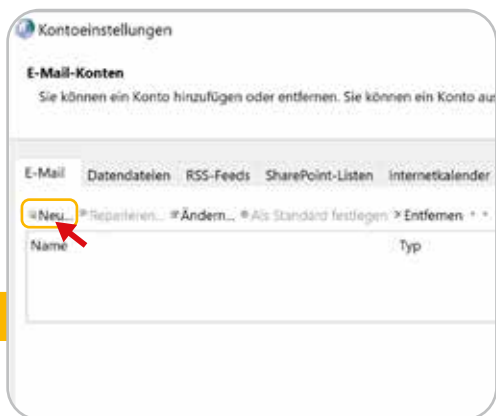 Kontoeinstellungen
E-Mail-Konten
Sie können ein Konto hinzufügen oder entfernen. Sie können ein Konto aus
E-Mail Datendateien RSS-Feeds SharePoint-Listen Internetkalender
Neu... Reparieren... Ändern... Als Standard festlegen Entfernen
Name Typ